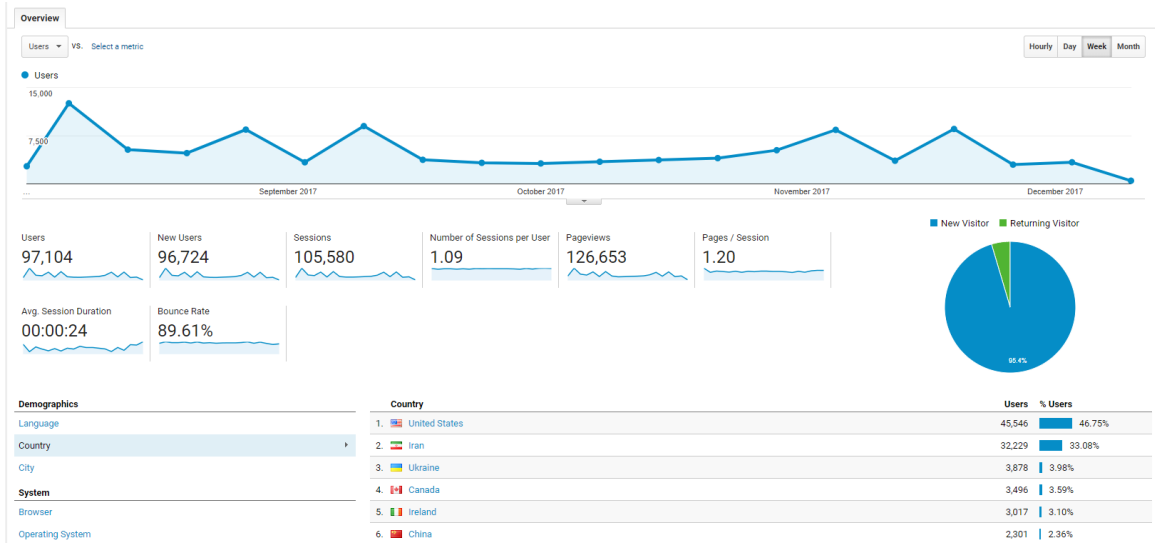 Overview
Users VS. Select a metric
Hourly Day Week Month
Users
15,000
7,500
... September 2017 October 2017 November 2017 December 2017
New Visitor Returning Visitor
Users New Users Sessions Number of Sessions per User Pageviews Pages / Session
97,104 96,724 105,580 1.09 126,653 1.20
Avg. Session Duration Bounce Rate
00:00:24 89.61%
95.4%
Demographics
Language
Country
City
System
Browser
Operating System
Country Users % Users
1. United States 45,546 46.75%
2. Iran 32,229 33.08%
3. Ukraine 3,878 3.98%
4. Canada 3,496 3.59%
5. Ireland 3,017 3.10%
6. China 2,301 2.36%